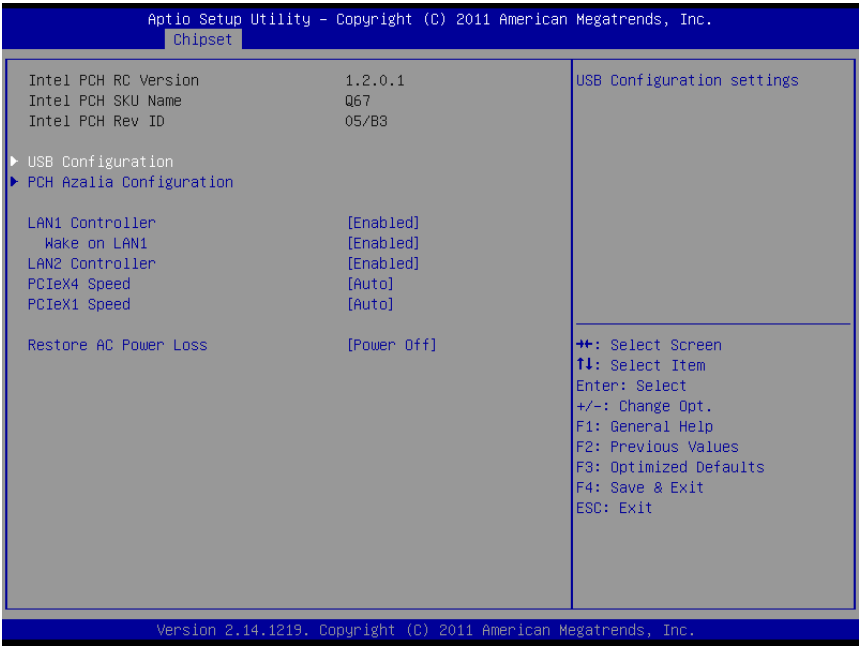 Aptio Setup Utility – Copyright (C) 2011 American Megatrends, Inc.
Chipset
Intel PCH RC Version 1.2.0.1
Intel PCH SKU Name Q67
Intel PCH Rev ID 05/B3
USB Configuration
PCH Azalia Configuration
LAN1 Controller [Enabled]
Wake on LAN1 [Enabled]
LAN2 Controller [Enabled]
PCIeX4 Speed [Auto]
PCIeX1 Speed [Auto]
Restore AC Power Loss [Power Off]
USB Configuration settings
→←: Select Screen
↑↓: Select Item
Enter: Select
+/-: Change Opt.
F1: General Help
F2: Previous Values
F3: Optimized Defaults
F4: Save & Exit
ESC: Exit
Version 2.14.1219. Copyright (C) 2011 American Megatrends, Inc.